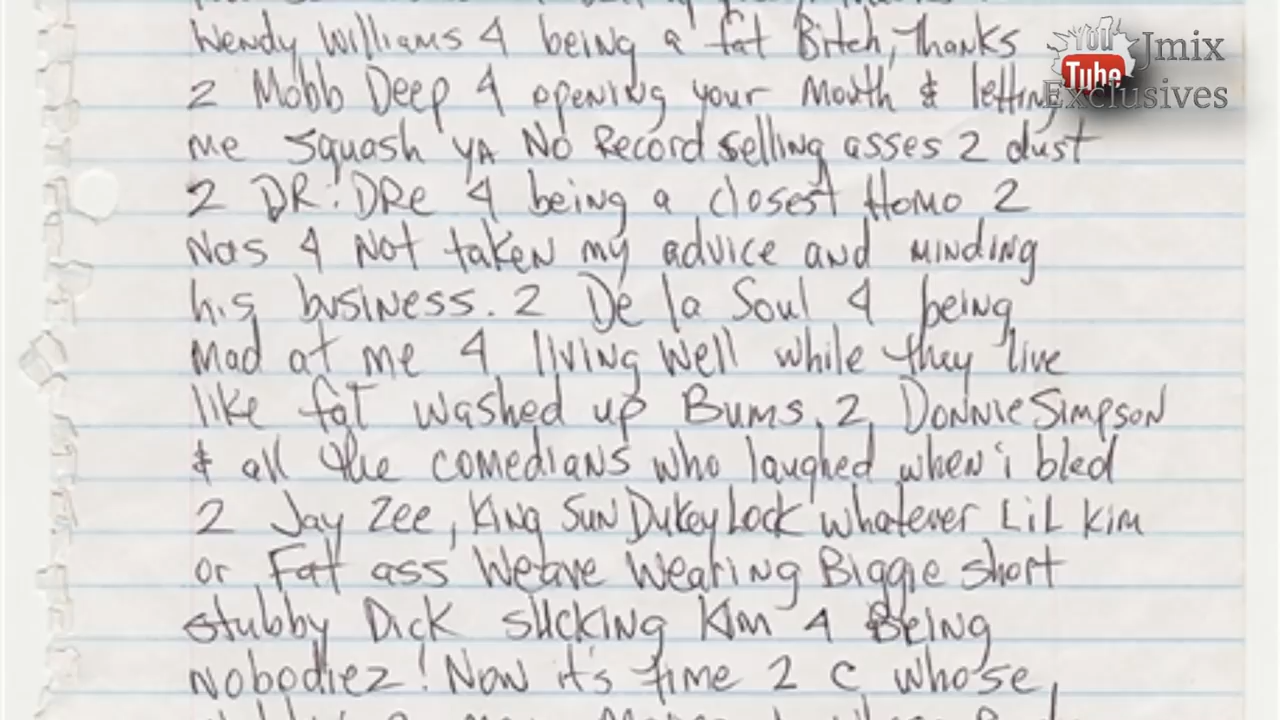 Wendy Williams 4 being a fat Bitch, Thanks
2 Mobb Deep 4 opening your Mouth & letting
me squash ya No Record selling asses 2 dust
2 DR. DRe 4 being a closest Homo 2
Nas 4 Not taken my advice and minding
his business. 2 De la Soul 4 being
mad at me 4 living well while they live
like fat washed up Bums. 2 Donnie Simpson
& all the comedians who laughed when i bled
2 Jay Zee, King Sun DukeyLock whatever LiL Kim
or Fat ass Weave Wearing Biggie short
stubby Dick sucking Kim 4 Being
nobodiez! Now it's time 2 c whose
You Tube Jmix
Exclusives